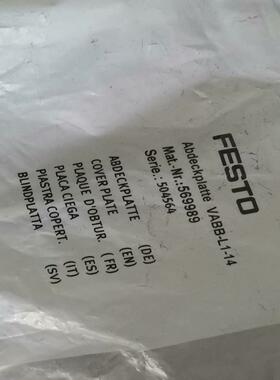 FESTO
Abdeckplatte VABB-L1-14
Mat.-Nr.:569989
Serie.: 504564
ABDECKPLATTE (DE)
COVER PLATE (EN)
PLAQUE D'OBTUR. (FR)
PLACA CIEGA (ES)
PIASTRA COPERT. (IT)
BLINDPLATTA (SV)